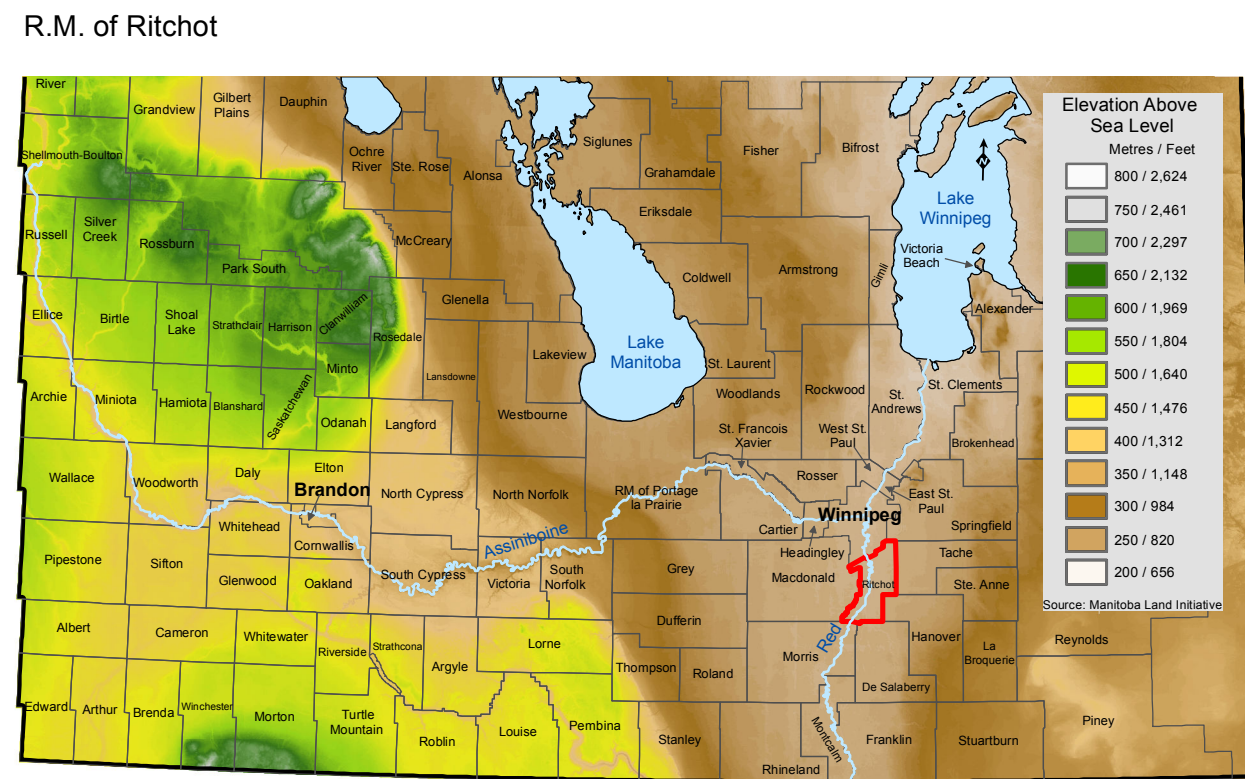 R.M. of Ritchot
River
Grandview
Gilbert
Plains
Dauphin
Siglunes
Fisher
Bifrost
Shellmouth-Boulton
Ochre
River
Ste. Rose
Alonsa
Grahamdale
Eriksdale
Lake
Winnipeg
Russell
Silver
Creek
Rossburn
McCreary
Victoria
Beach
Park South
Coldwell
Armstrong
Gimli
Alexander
Glenella
Ellice
Birtle
Shoal
Lake
Strathclair
Harrison
Clanwilliam
Rosedale
Lakeview
Lake
Manitoba
St. Laurent
Minto
Lansdowne
Archie
Miniota
Hamiota
Blanshard
Saskatchewan
Odanah
Langford
Westbourne
Woodlands
Rockwood
St.
Andrews
St. Clements
St. Francois
Xavier
West St.
Paul
Brokenhead
Wallace
Woodworth
Daly
Elton
Brandon
North Cypress
North Norfolk
RM of Portage
la Prairie
Rosser
East St.
Paul
Winnipeg
Springfield
Whitehead
Cornwallis
Assiniboine
Cartier
Headingley
Tache
Pipestone
Sifton
Glenwood
Oakland
South Cypress
Victoria
South
Norfolk
Grey
Macdonald
Ritchot
Ste. Anne
Albert
Cameron
Whitewater
Riverside
Strathcona
Argyle
Lorne
Dufferin
Red
Hanover
La
Broquerie
Reynolds
Morris
Thompson
Roland
De Salaberry
Edward
Arthur
Brenda
Winchester
Morton
Turtle
Mountain
Roblin
Louise
Pembina
Stanley
Rhineland
Montcalm
Franklin
Stuartburn
Piney
N
Elevation Above
Sea Level
Metres / Feet
800 / 2,624
750 / 2,461
700 / 2,297
650 / 2,132
600 / 1,969
550 / 1,804
500 / 1,640
450 / 1,476
400 /1,312
350 / 1,148
300 / 984
250 / 820
200 / 656
Source: Manitoba Land Initiative